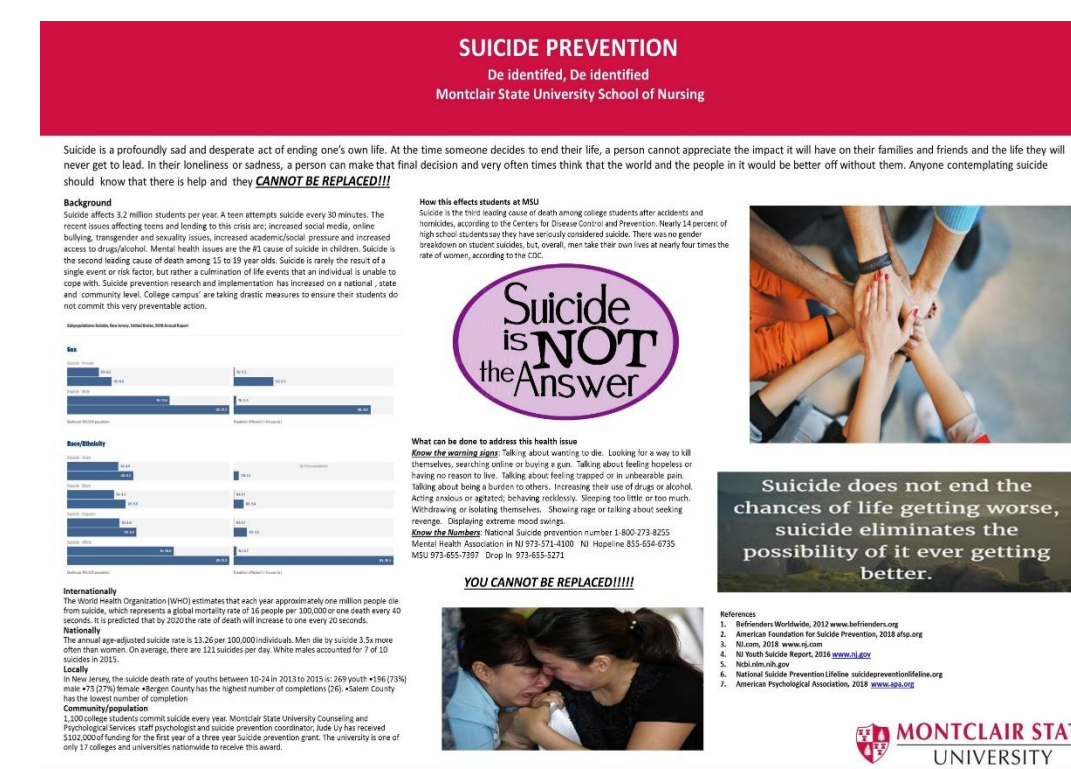 SUICIDE PREVENTION
De identifed, De identified
Montclair State University School of Nursing
Suicide is a profoundly sad and desperate act of ending one's own life. At the time someone decides to end their life, a person cannot appreciate the impact it will have on their families and friends and the life they will
never get to lead. In their loneliness or sadness, a person can make that final decision and very often times think that the world and the people in it would be better off without them. Anyone contemplating suicide
should know that there is help and they CANNOT BE REPLACED!!!
Background
Suicide affects 3.2 million students per year. A teen attempts suicide every 30 minutes. The
recent issues affecting teens and lending to this crisis are; increased social media, online
bullying, transgender and sexuality issues, increased academic/social pressure and increased
access to drugs/alcohol. Mental health issues are the #1 cause of suicide in children. Suicide is
the second leading cause of death among 15 to 19 year olds. Suicide is rarely the result of a
single event or risk factor, but rather a culmination of life events that an individual is unable to
cope with. Suicide prevention research and implementation has increased on a national , state
and community level. College campus' are taking drastic measures to ensure their students do
not commit this very preventable action.
Subpopulations: Suicide, New Jersey, United States, 2018 Annual Report
Sex
Race/Ethnicity
Internationally
The World Health Organization (WHO) estimates that each year approximately one million people die
from suicide, which represents a global mortality rate of 16 people per 100,000 or one death every 40
seconds. It is predicted that by 2020 the rate of death will increase to one every 20 seconds.
Nationally
The annual age-adjusted suicide rate is 13.26 per 100,000 individuals. Men die by suicide 3.5x more
often than women. On average, there are 121 suicides per day. White males accounted for 7 of 10
suicides in 2015.
Locally
In New Jersey, the suicide death rate of youths between 10-24 in 2013 to 2015 is: 269 youth •196 (73%)
male •73 (27%) female •Bergen County has the highest number of completions (26). •Salem County
has the lowest number of completion
Community/population
1,100 college students commit suicide every year. Montclair State University Counseling and
Psychological Services staff psychologist and suicide prevention coordinator, Jude Uy has received
$102,000 of funding for the first year of a three year Suicide prevention grant. The university is one of
only 17 colleges and universities nationwide to receive this award.
How this effects students at MSU
Suicide is the third leading cause of death among college students after accidents and
homicides, according to the Centers for Disease Control and Prevention. Nearly 14 percent of
high school students say they have seriously considered suicide. There was no gender
breakdown on student suicides, but, overall, men take their own lives at nearly four times the
rate of women, according to the CDC.
Suicide
is NOT
the Answer
What can be done to address this health issue
Know the warning signs: Talking about wanting to die. Looking for a way to kill
themselves, searching online or buying a gun. Talking about feeling hopeless or
having no reason to live. Talking about feeling trapped or in unbearable pain.
Talking about being a burden to others. Increasing their use of drugs or alcohol.
Acting anxious or agitated; behaving recklessly. Sleeping too little or too much.
Withdrawing or isolating themselves. Showing rage or talking about seeking
revenge. Displaying extreme mood swings.
Know the Numbers: National Suicide prevention number 1-800-273-8255
Mental Health Association in NJ 973-571-4100 NJ Hopeline 855-654-6735
MSU 973-655-7397 Drop In 973-655-5271
YOU CANNOT BE REPLACED!!!!!
Suicide does not end the
chances of life getting worse,
suicide eliminates the
possibility of it ever getting
better.
References
1. Befrienders Worldwide, 2012 www.befrienders.org
2. American Foundation for Suicide Prevention, 2018 afsp.org
3. NJ.com, 2018 www.nj.com
4. NJ Youth Suicide Report, 2016 www.nj.gov
5. Ncbi.nlm.nih.gov
6. National Suicide Prevention Lifeline suicidepreventionlifeline.org
7. American Psychological Association, 2018 www.apa.org
MONTCLAIR STA
UNIVERSITY